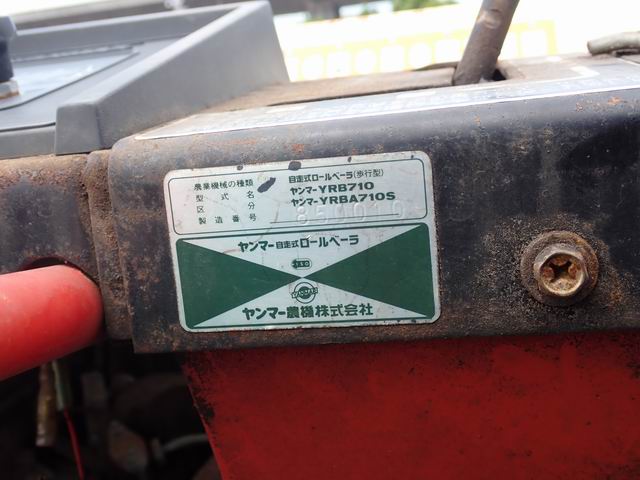 農業機械の種類 自走式ロールベーラ(歩行型)
型式名 ヤンマーYRB710
区分 ヤンマーYRBA710S
製造番号
ヤンマー自走式ロールベーラ
ヤンマー農機株式会社